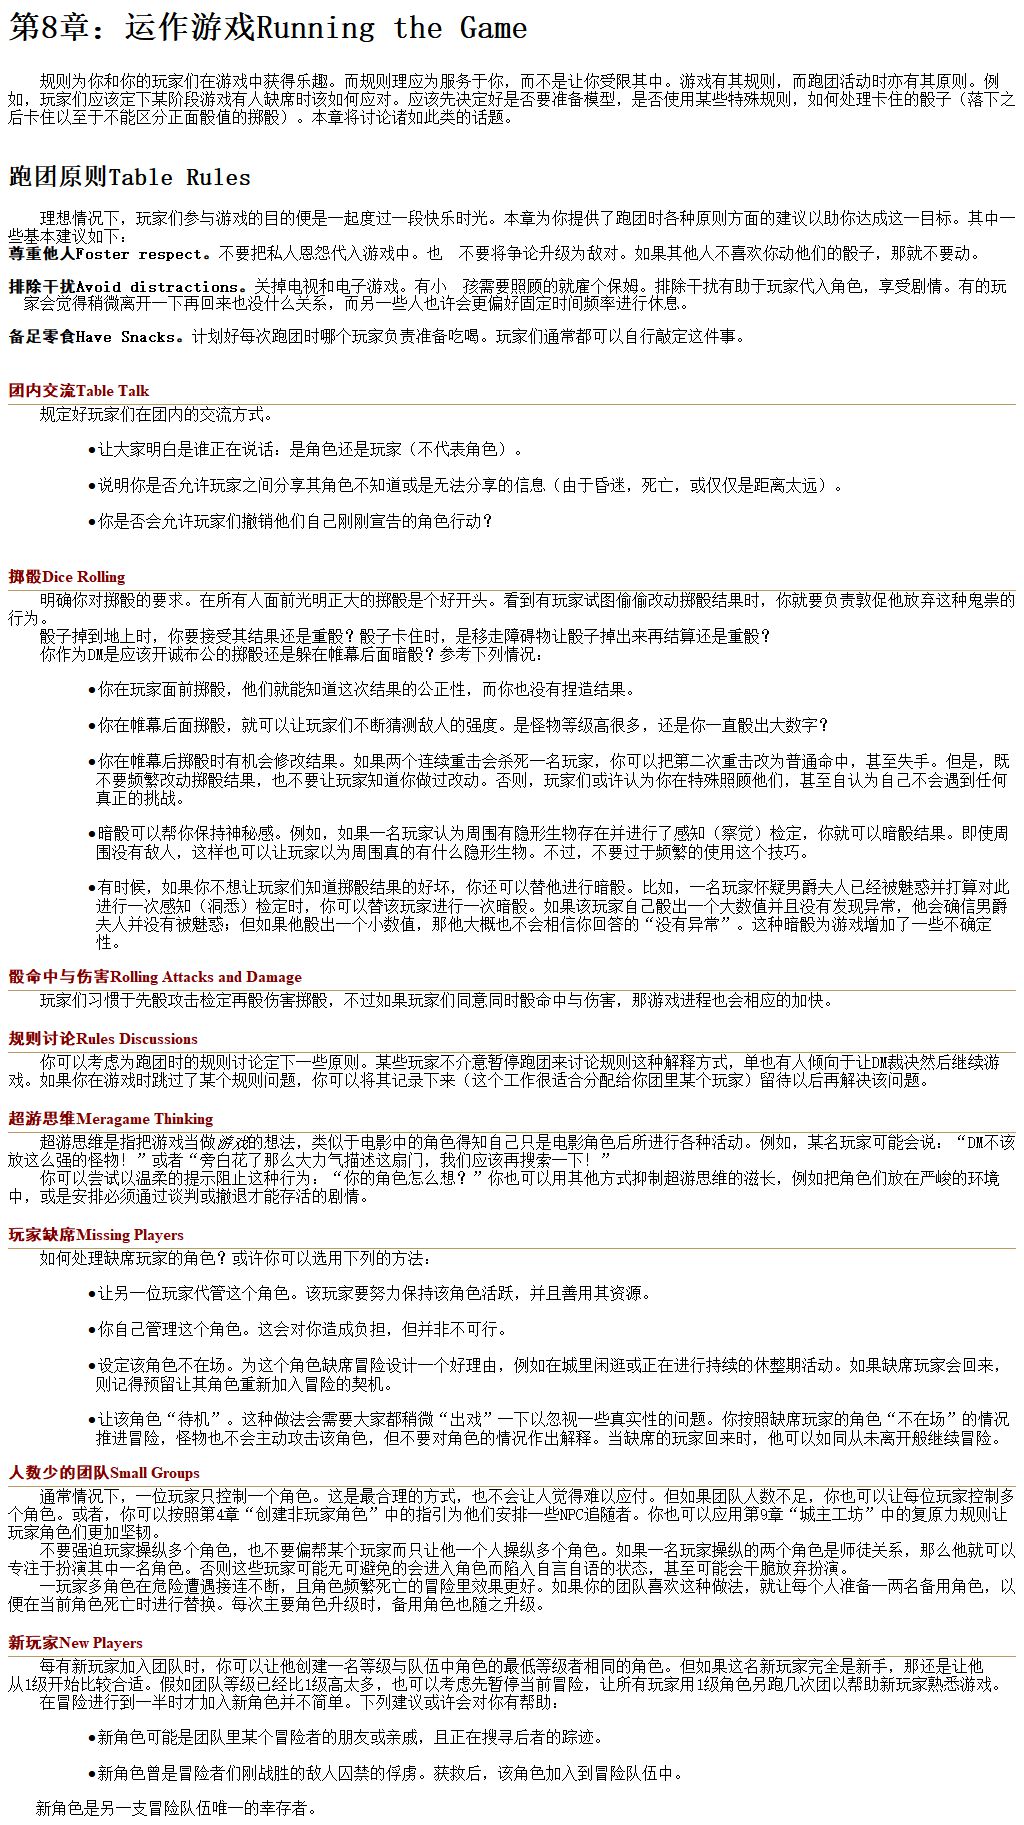 第8章：运作游戏Running the Game
规则为你和你的玩家们在游戏中获得乐趣。而规则理应为服务于你，而不是让你受限其中。游戏有其规则，而跑团活动时亦有其原则。例
如，玩家们应该定下某阶段游戏有人缺席时该如何应对。应该先决定好是否要准备模型，是否使用某些特殊规则，如何处理卡住的骰子（落下之
后卡住以至于不能区分正面骰值的掷骰）。本章将讨论诸如此类的话题。
跑团原则Table Rules
理想情况下，玩家们参与游戏的目的便是一起度过一段快乐时光。本章为你提供了跑团时各种原则方面的建议以助你达成这一目标。其中一
些基本建议如下：
尊重他人Foster respect。不要把私人恩怨代入游戏中。也 不要将争论升级为敌对。如果其他人不喜欢你动他们的骰子，那就不要动。
排除干扰Avoid distractions。关掉电视和电子游戏。有小 孩需要照顾的就雇个保姆。排除干扰有助于玩家代入角色，享受剧情。有的玩
家会觉得稍微离开一下再回来也没什么关系，而另一些人也许会更偏好固定时间频率进行休息。
备足零食Have Snacks。计划好每次跑团时哪个玩家负责准备吃喝。玩家们通常都可以自行敲定这件事。
团内交流Table Talk
规定好玩家们在团内的交流方式。
●让大家明白是谁正在说话：是角色还是玩家（不代表角色）。
●说明你是否允许玩家之间分享其角色不知道或是无法分享的信息（由于昏迷，死亡，或仅仅是距离太远）。
●你是否会允许玩家们撤销他们自己刚刚宣告的角色行动？
掷骰Dice Rolling
明确你对掷骰的要求。在所有人面前光明正大的掷骰是个好开头。看到有玩家试图偷偷改动掷骰结果时，你就要负责敦促他放弃这种鬼祟的
行为。
骰子掉到地上时，你要接受其结果还是重骰？骰子卡住时，是移走障碍物让骰子掉出来再结算还是重骰？
你作为DM是应该开诚布公的掷骰还是躲在帷幕后面暗骰？参考下列情况：
●你在玩家面前掷骰，他们就能知道这次结果的公正性，而你也没有捏造结果。
●你在帷幕后面掷骰，就可以让玩家们不断猜测敌人的强度。是怪物等级高很多，还是你一直骰出大数字？
●你在帷幕后掷骰时有机会修改结果。如果两个连续重击会杀死一名玩家，你可以把第二次重击改为普通命中，甚至失手。但是，既
不要频繁改动掷骰结果，也不要让玩家知道你做过改动。否则，玩家们或许认为你在特殊照顾他们，甚至自认为自己不会遇到任何
真正的挑战。
●暗骰可以帮你保持神秘感。例如，如果一名玩家认为周围有隐形生物存在并进行了感知（察觉）检定，你就可以暗骰结果。即使周
围没有敌人，这样也可以让玩家以为周围真的有什么隐形生物。不过，不要过于频繁的使用这个技巧。
●有时候，如果你不想让玩家们知道掷骰结果的好坏，你还可以替他进行暗骰。比如，一名玩家怀疑男爵夫人已经被魅惑并打算对此
进行一次感知（洞悉）检定时，你可以替该玩家进行一次暗骰。如果该玩家自己骰出一个大数值并且没有发现异常，他会确信男爵
夫人并没有被魅惑；但如果他骰出一个小数值，那他大概也不会相信你回答的“没有异常”。这种暗骰为游戏增加了一些不确定
性。
骰命中与伤害Rolling Attacks and Damage
玩家们习惯于先骰攻击检定再骰伤害掷骰，不过如果玩家们同意同时骰命中与伤害，那游戏进程也会相应的加快。
规则讨论Rules Discussions
你可以考虑为跑团时的规则讨论定下一些原则。某些玩家不介意暂停跑团来讨论规则这种解释方式，单也有人倾向于让DM裁决然后继续游
戏。如果你在游戏时跳过了某个规则问题，你可以将其记录下来（这个工作很适合分配给你团里某个玩家）留待以后再解决该问题。
超游思维Meragame Thinking
超游思维是指把游戏当做游戏的想法，类似于电影中的角色得知自己只是电影角色后所进行各种活动。例如，某名玩家可能会说：“DM不该
放这么强的怪物！”或者“旁白花了那么大力气描述这扇门，我们应该再搜索一下！”
你可以尝试以温柔的提示阻止这种行为：“你的角色怎么想？”你也可以用其他方式抑制超游思维的滋长，例如把角色们放在严峻的环境
中，或是安排必须通过谈判或撤退才能存活的剧情。
玩家缺席Missing Players
如何处理缺席玩家的角色？或许你可以选用下列的方法：
●让另一位玩家代管这个角色。该玩家要努力保持该角色活跃，并且善用其资源。
●你自己管理这个角色。这会对你造成负担，但并非不可行。
●设定该角色不在场。为这个角色缺席冒险设计一个好理由，例如在城里闲逛或正在进行持续的休整期活动。如果缺席玩家会回来，
则记得预留让其角色重新加入冒险的契机。
●让该角色“待机”。这种做法会需要大家都稍微“出戏”一下以忽视一些真实性的问题。你按照缺席玩家的角色“不在场”的情况
推进冒险，怪物也不会主动攻击该角色，但不要对角色的情况作出解释。当缺席的玩家回来时，他可以如同从未离开般继续冒险。
人数少的团队Small Groups
通常情况下，一位玩家只控制一个角色。这是最合理的方式，也不会让人觉得难以应付。但如果团队人数不足，你也可以让每位玩家控制多
个角色。或者，你可以按照第4章“创建非玩家角色”中的指引为他们安排一些NPC追随者。你也可以应用第9章“城主工坊”中的复原力规则让
玩家角色们更加坚韧。
不要强迫玩家操纵多个角色，也不要偏帮某个玩家而只让他一个人操纵多个角色。如果一名玩家操纵的两个角色是师徒关系，那么他就可以
专注于扮演其中一名角色。否则这些玩家可能无可避免的会进入角色而陷入自言自语的状态，甚至可能会干脆放弃扮演。
一玩家多角色在危险遭遇接连不断，且角色频繁死亡的冒险里效果更好。如果你的团队喜欢这种做法，就让每个人准备一两名备用角色，以
便在当前角色死亡时进行替换。每次主要角色升级时，备用角色也随之升级。
新玩家New Players
每有新玩家加入团队时，你可以让他创建一名等级与队伍中角色的最低等级者相同的角色。但如果这名新玩家完全是新手，那还是让他
从1级开始比较合适。假如团队等级已经比1级高太多，也可以考虑先暂停当前冒险，让所有玩家用1级角色另跑几次团以帮助新玩家熟悉游戏。
在冒险进行到一半时才加入新角色并不简单。下列建议或许会对你有帮助：
●新角色可能是团队里某个冒险者的朋友或亲戚，且正在搜寻后者的踪迹。
●新角色曾是冒险者们刚战胜的敌人囚禁的俘虏。获救后，该角色加入到冒险队伍中。
新角色是另一支冒险队伍唯一的幸存者。